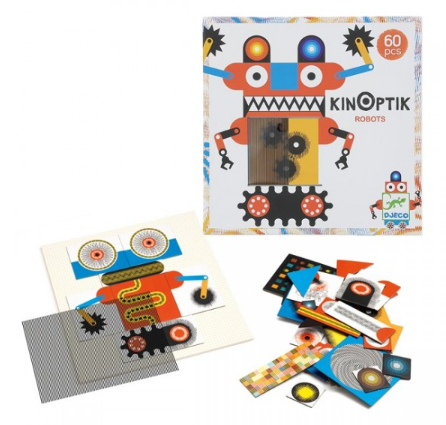 60
pcs
KINOPTIK
ROBOTS
DJECO